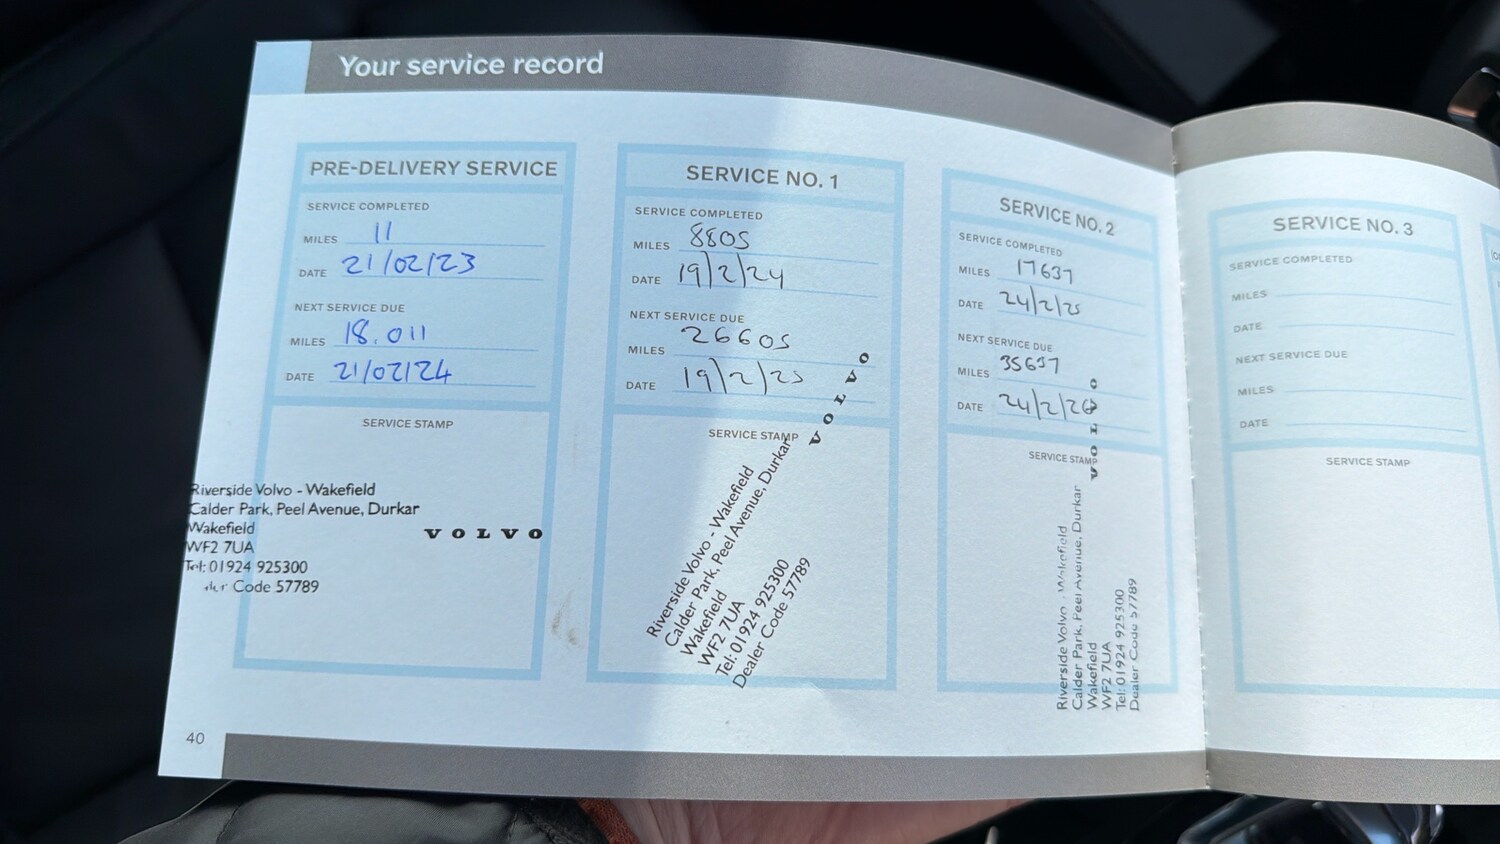 Your service record
PRE-DELIVERY SERVICE
SERVICE COMPLETED
MILES 11
DATE 21/02/23
NEXT SERVICE DUE
MILES 18.011
DATE 21/02/24
SERVICE STAMP
Riverside Volvo - Wakefield
Calder Park, Peel Avenue, Durkar
Wakefield
WF2 7UA
Tel: 01924 925300
Code 57789
VOLVO
SERVICE NO. 1
SERVICE COMPLETED
MILES 8805
DATE 19/2/24
NEXT SERVICE DUE
MILES 26605
DATE 19/2/25
SERVICE STAMP
VOLVO
Riverside Volvo - Wakefield
Calder Park, Peel Avenue, Durkar
Wakefield
WF2 7UA
Tel: 01924 925300
Dealer Code 57789
SERVICE NO. 2
SERVICE COMPLETED
MILES 17637
DATE 24/2/25
NEXT SERVICE DUE
MILES 35637
DATE 24/2/26
SERVICE STAMP
VOLVO
Riverside Volvo - Wakefield
Calder Park, Peel Avenue, Durkar
Wakefield
WF2 7UA
Tel: 01924 925300
Dealer Code 57789
SERVICE NO. 3
SERVICE COMPLETED
MILES
DATE
NEXT SERVICE DUE
MILES
DATE
SERVICE STAMP
40